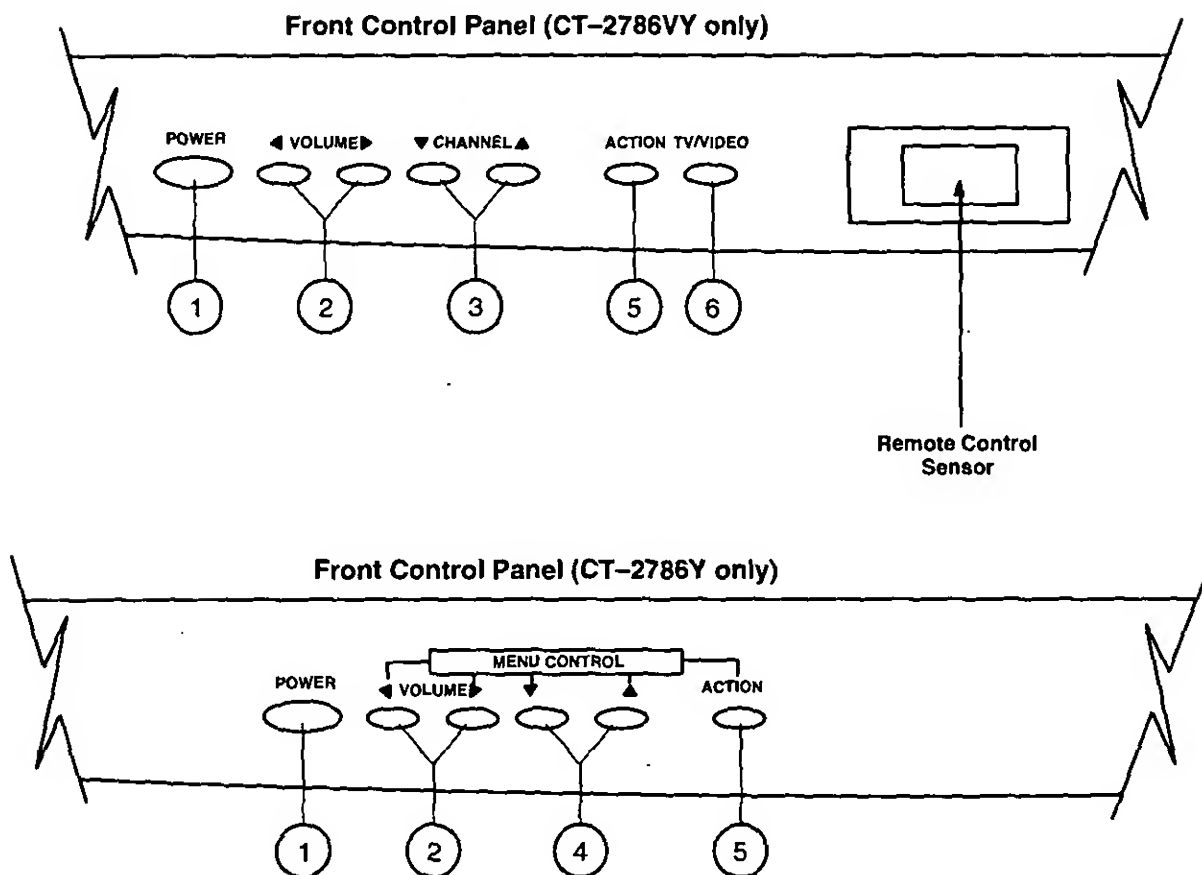 Front Control Panel (CT–2786VY only)
POWER ◀ VOLUME ▶ ▼ CHANNEL ▲ ACTION TV/VIDEO
1 2 3 5 6
Remote Control
Sensor
Front Control Panel (CT–2786Y only)
MENU CONTROL
POWER ◀ VOLUME ▶ ▼ ▲ ACTION
1 2 4 5